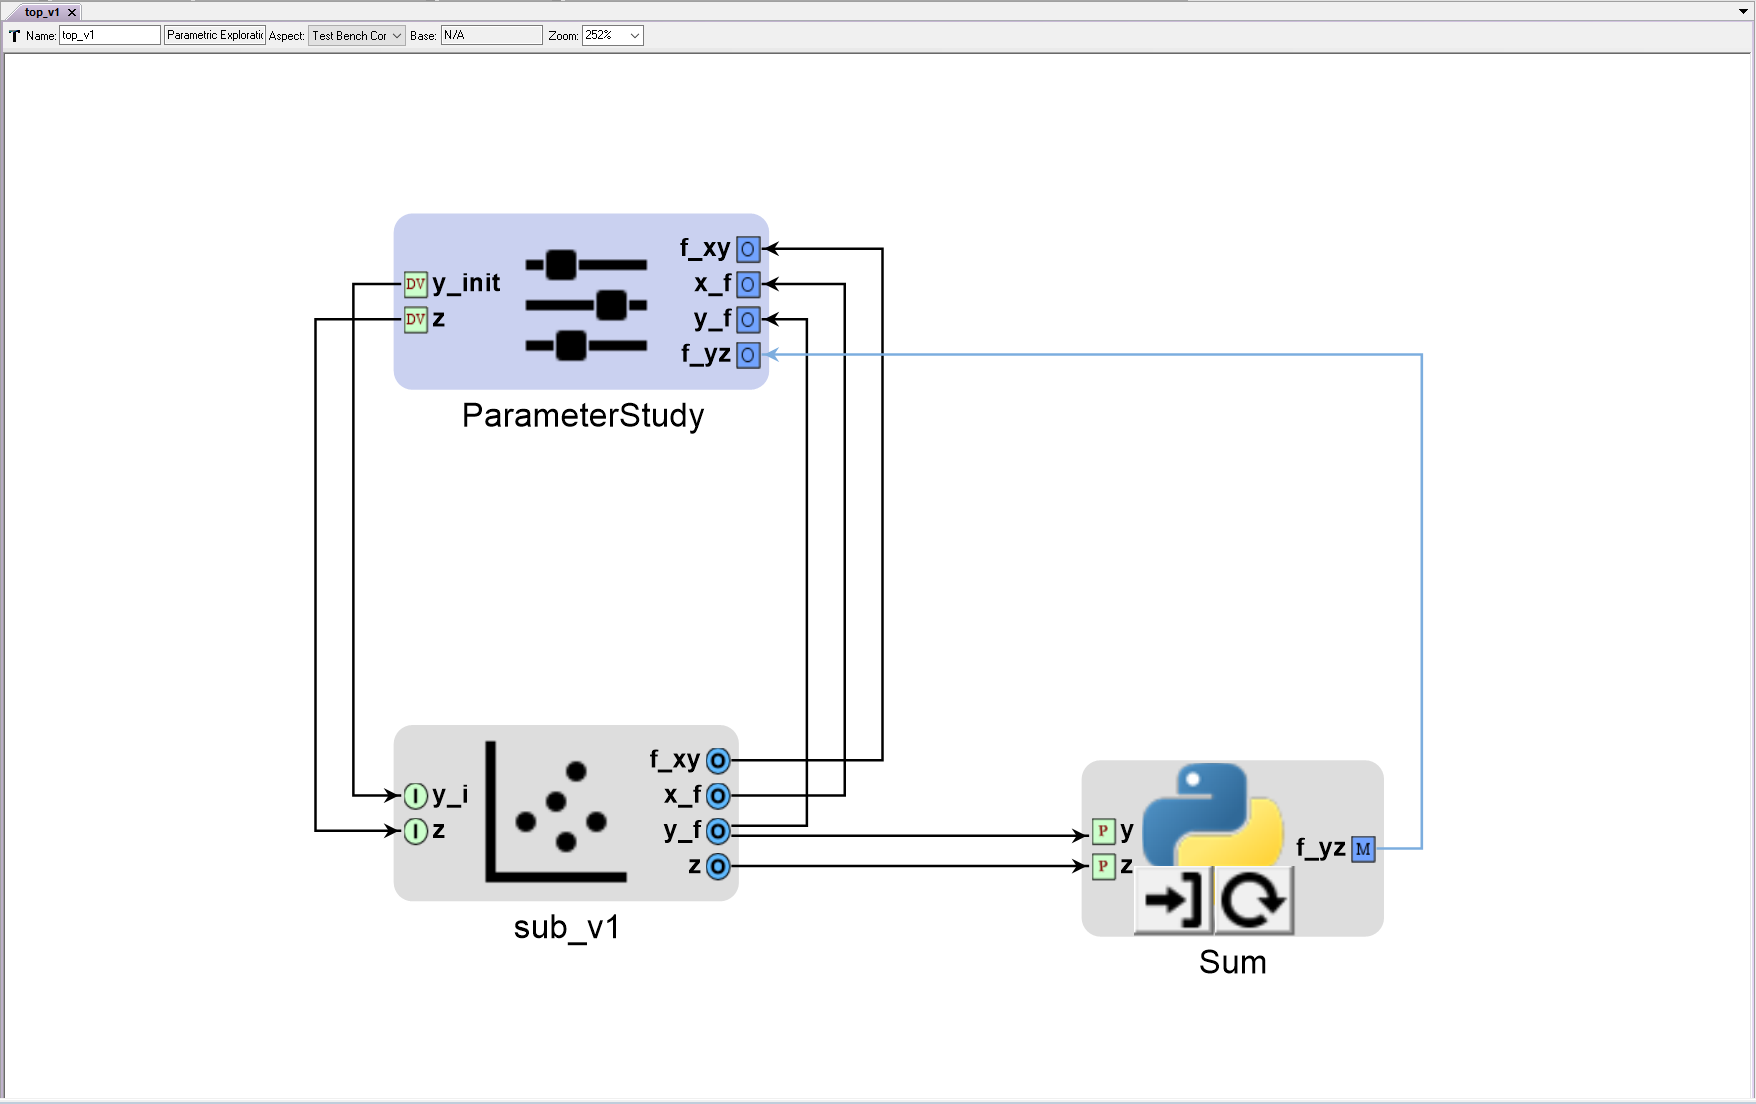 top_v1
Name: top_v1 Parametric Exploratic Aspect: Test Bench Cor Base: N/A Zoom: 252%
f_xy
DV y_init x_f
DV z y_f
f_yz
ParameterStudy
f_xy O
I y_i x_f O
I z y_f O
z O
sub_v1
P y
P z
f_yz M
Sum